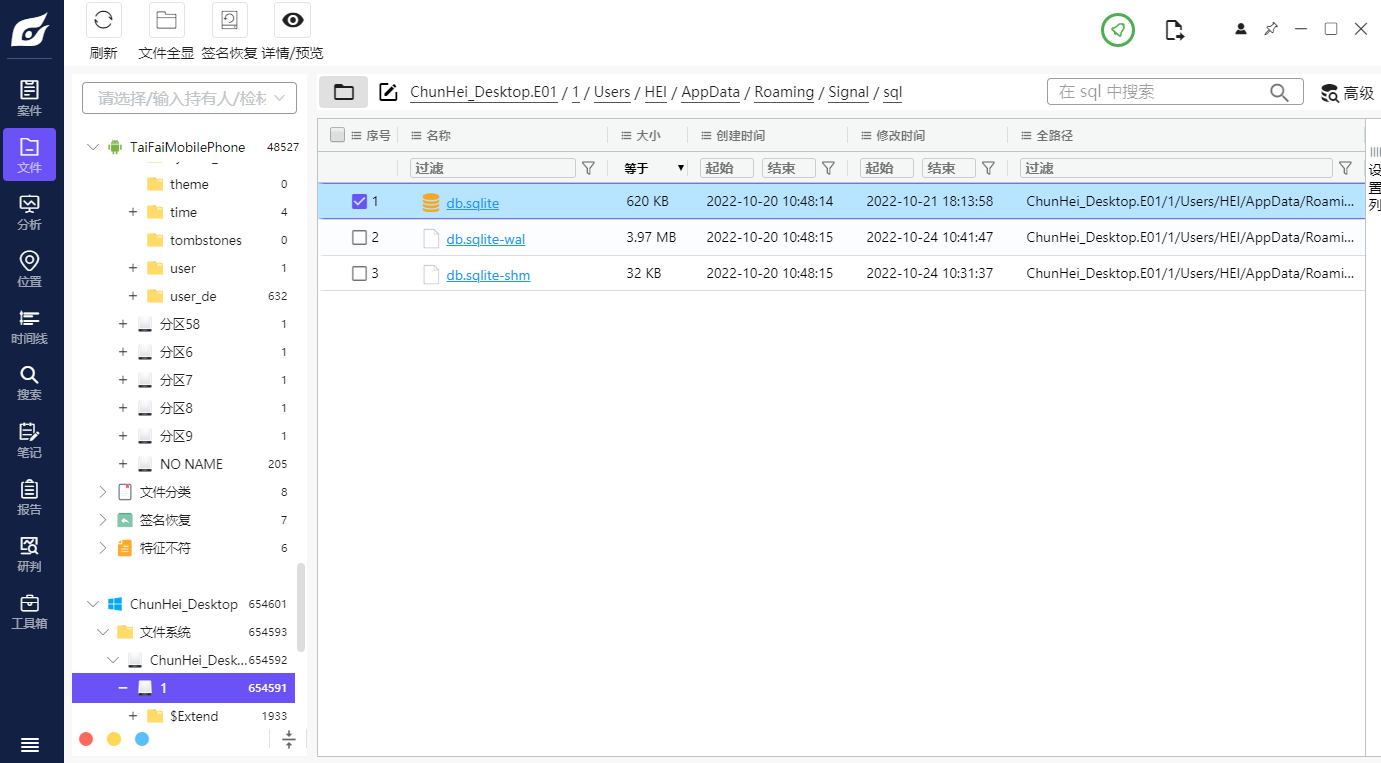 刷新 文件全显 签名恢复 详情/预览
案件
文件
分析
位置
时间线
搜索
笔记
报告
研判
工具箱
请选择/输入持有人/检材
TaiFaiMobilePhone 48527
theme 0
time 4
tombstones 0
user 1
user_de 632
分区58 1
分区6 1
分区7 1
分区8 1
分区9 1
NO NAME 205
文件分类 8
签名恢复 7
特征不符 6
ChunHei_Desktop 654601
文件系统 654593
ChunHei_Desk... 654592
1 654591
$Extend 1933
ChunHei_Desktop.E01 / 1 / Users / HEI / AppData / Roaming / Signal / sql
在 sql 中搜索
高级
序号 名称 大小 创建时间 修改时间 全路径
过滤 等于 起始 结束 起始 结束 过滤
1 db.sqlite 620 KB 2022-10-20 10:48:14 2022-10-21 18:13:58 ChunHei_Desktop.E01/1/Users/HEI/AppData/Roami...
2 db.sqlite-wal 3.97 MB 2022-10-20 10:48:15 2022-10-24 10:41:47 ChunHei_Desktop.E01/1/Users/HEI/AppData/Roami...
3 db.sqlite-shm 32 KB 2022-10-20 10:48:15 2022-10-24 10:31:37 ChunHei_Desktop.E01/1/Users/HEI/AppData/Roami...
设置列